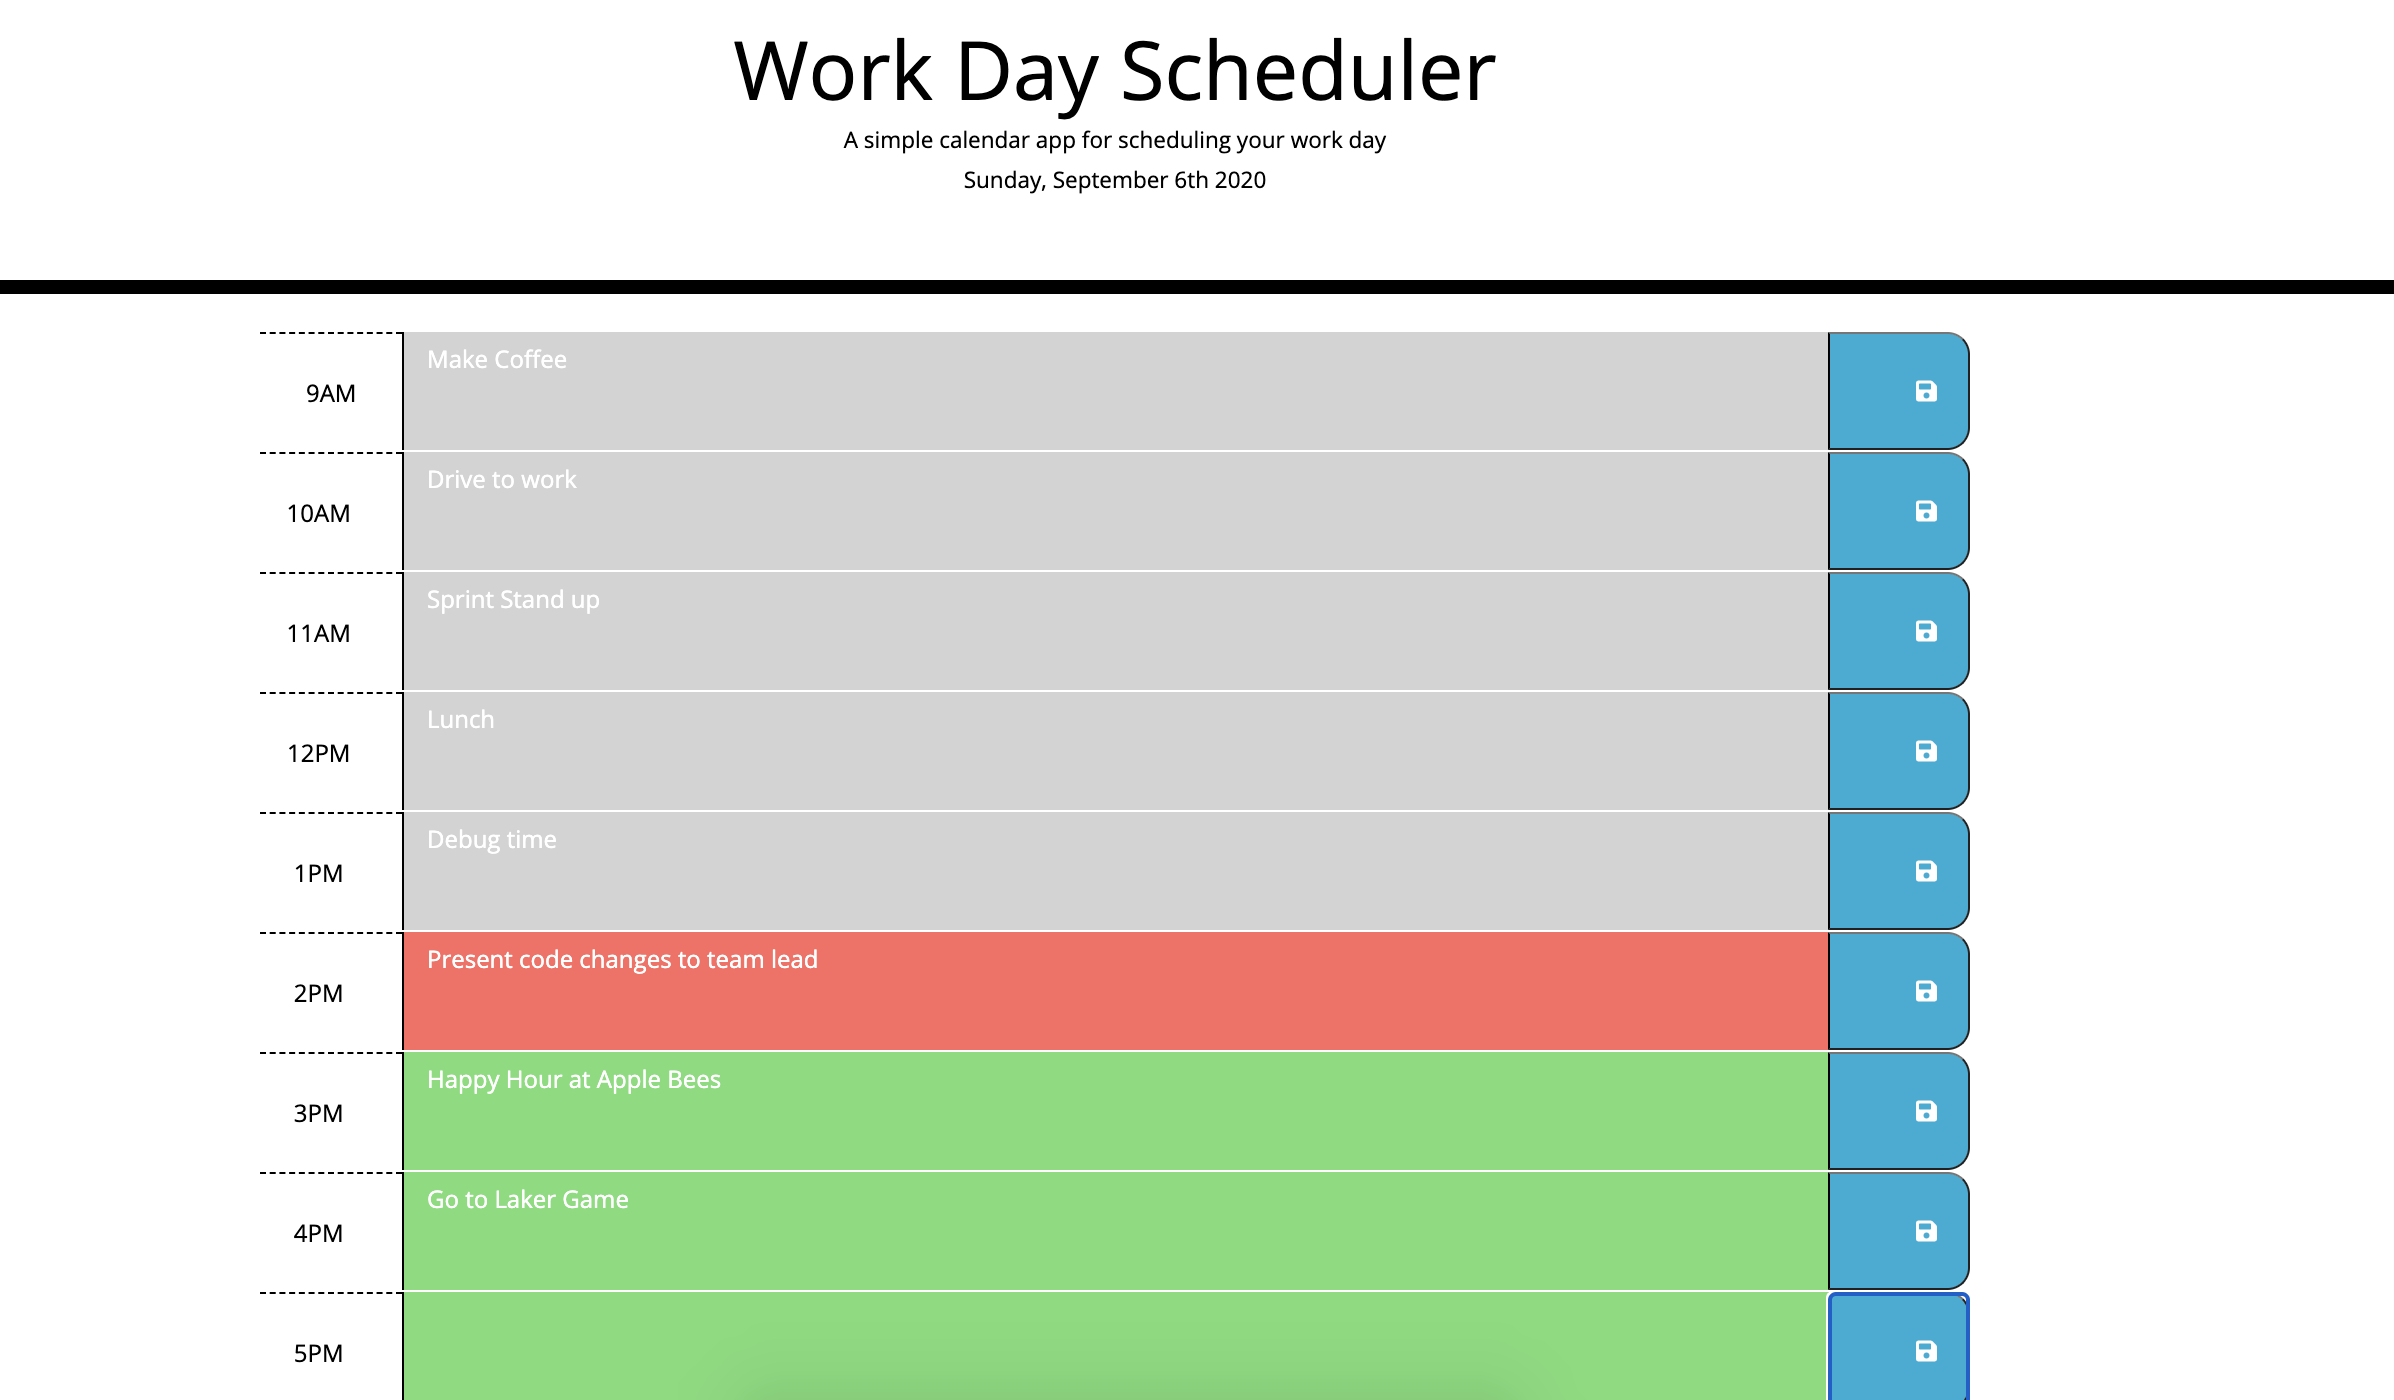 Work Day Scheduler
A simple calendar app for scheduling your work day
Sunday, September 6th 2020
9AM
Make Coffee
10AM
Drive to work
11AM
Sprint Stand up
12PM
Lunch
1PM
Debug time
2PM
Present code changes to team lead
3PM
Happy Hour at Apple Bees
4PM
Go to Laker Game
5PM